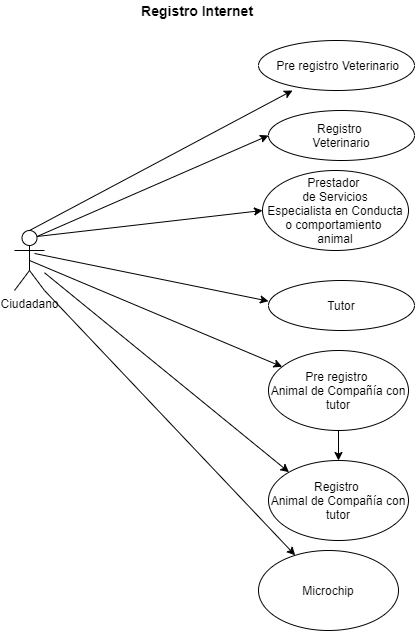 Registro Internet
Pre registro Veterinario
Registro
Veterinario
Prestador
de Servicios
Especialista en Conducta
o comportamiento
animal
Ciudadano
Tutor
Pre registro
Animal de Compañía con
tutor
Registro
Animal de Compañía con
tutor
Microchip